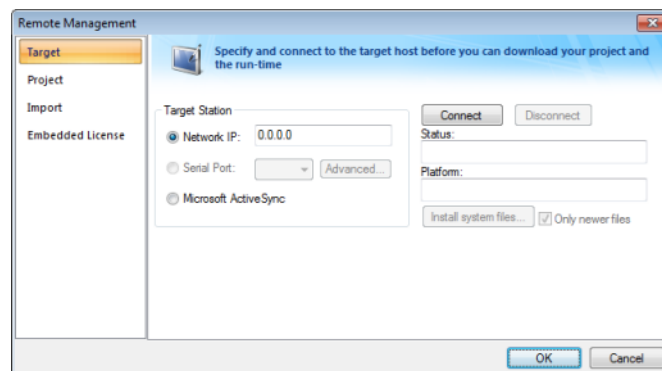 Remote Management
Target
Project
Import
Embedded License
Specify and connect to the target host before you can download your project and
the run-time
Target Station
Network IP: 0.0.0.0
Serial Port: Advanced...
Microsoft ActiveSync
Connect Disconnect
Status:
Platform:
Install system files... Only newer files
OK Cancel